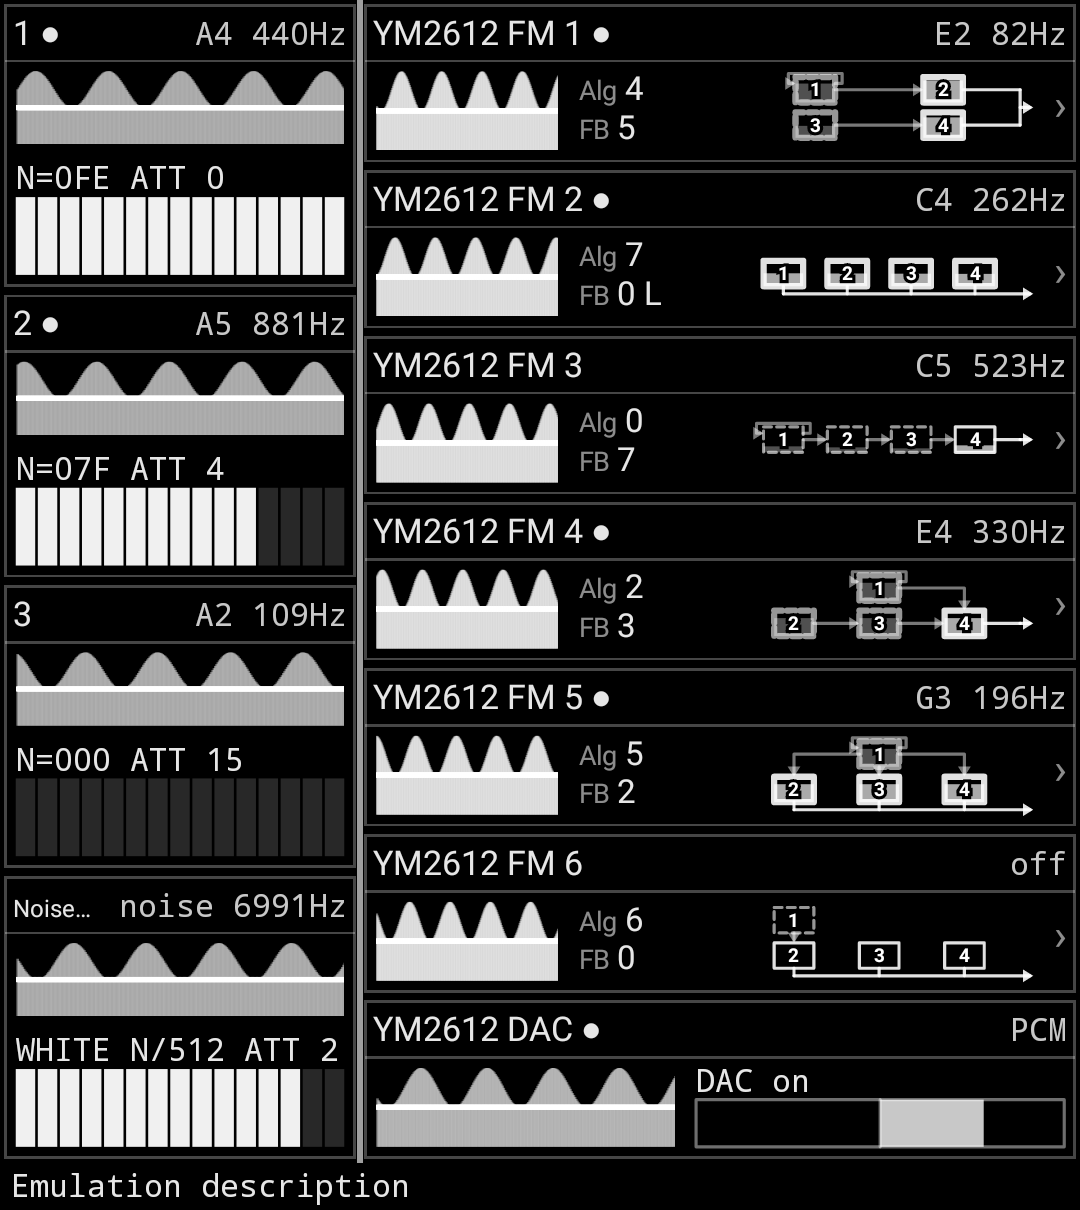 1 ● A4 440Hz
N=0FE ATT 0
2 ● A5 881Hz
N=07F ATT 4
3 A2 109Hz
N=000 ATT 15
Noise... noise 6991Hz
WHITE N/512 ATT 2
YM2612 FM 1 ● E2 82Hz
Alg 4
FB 5
1 2
3 4
YM2612 FM 2 ● C4 262Hz
Alg 7
FB 0 L
1 2 3 4
YM2612 FM 3 C5 523Hz
Alg 0
FB 7
1 2 3 4
YM2612 FM 4 ● E4 330Hz
Alg 2
FB 3
1
2 3 4
YM2612 FM 5 ● G3 196Hz
Alg 5
FB 2
1
2 3 4
YM2612 FM 6 off
Alg 6
FB 0
1
2 3 4
YM2612 DAC ● PCM
DAC on
Emulation description